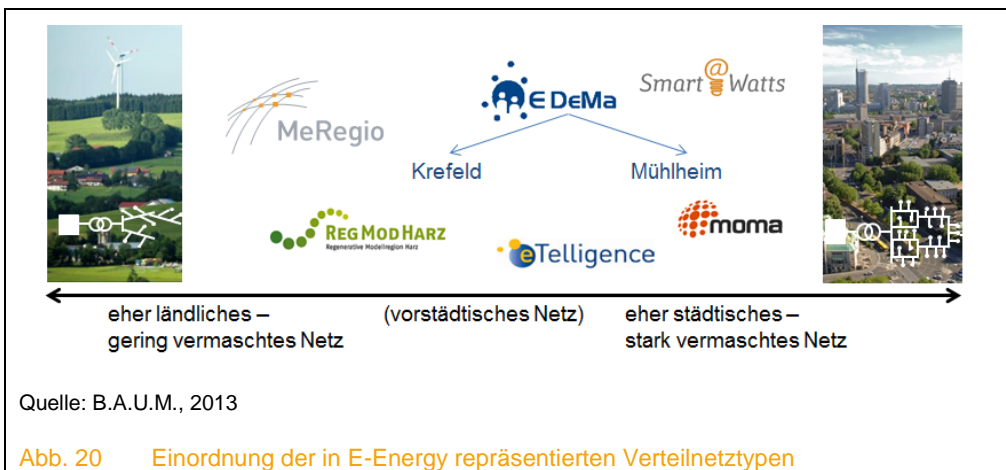 MeRegio
E DeMa
Smart@Watts
Krefeld
Mühlheim
REGMODHARZ
Regenerative Modellregion Harz
eTelligence
moma
eher ländliches –
gering vermaschtes Netz
(vorstädtisches Netz)
eher städtisches –
stark vermaschtes Netz
Quelle: B.A.U.M., 2013
Abb. 20 Einordnung der in E-Energy repräsentierten Verteilnetztypen